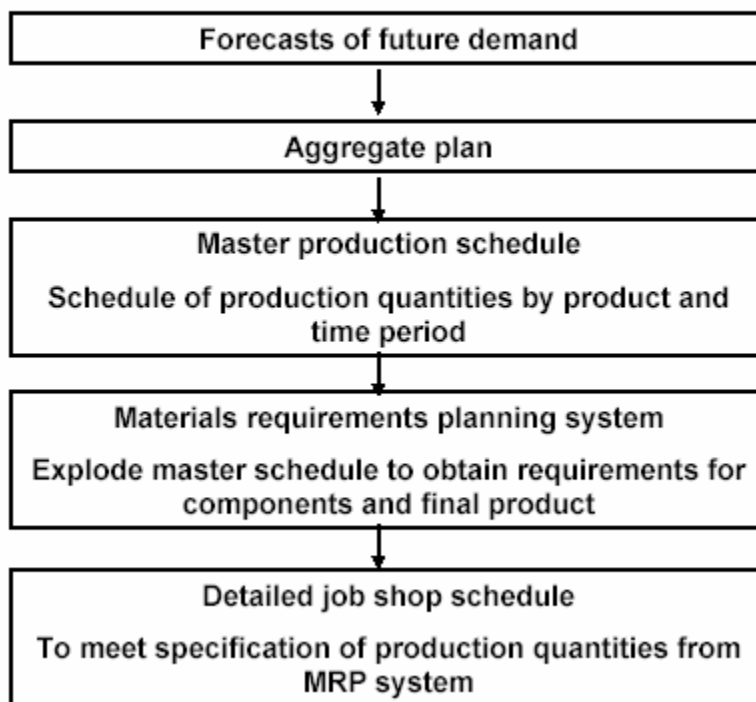 Forecasts of future demand
Aggregate plan
Master production schedule
Schedule of production quantities by product and
time period
Materials requirements planning system
Explode master schedule to obtain requirements for
components and final product
Detailed job shop schedule
To meet specification of production quantities from
MRP system